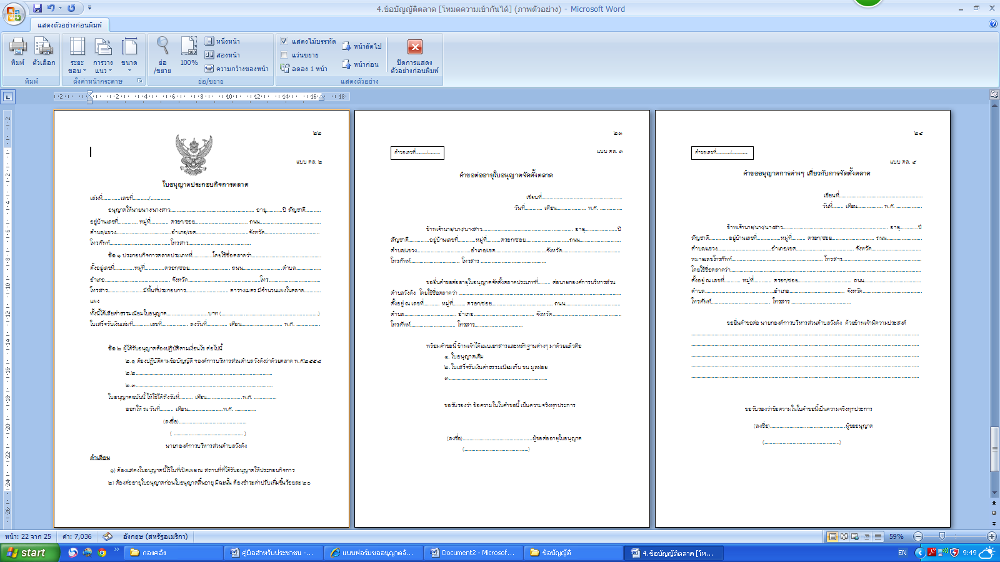 4.ข้อบัญญัติตลาด [โหมดความเข้ากันได้] (ภาพตัวอย่าง) - Microsoft Word
แสดงตัวอย่างก่อนพิมพ์
พิมพ์
ตัวเลือก
ระยะขอบ
การวางแนว
ขนาด
ย่อ/ขยาย
100%
หนึ่งหน้า
สองหน้า
ความกว้างของหน้า
แสดงไม้บรรทัด
แว่นขยาย
ลดลง 1 หน้า
หน้าถัดไป
หน้าก่อน
ปิดการแสดงตัวอย่างก่อนพิมพ์
พิมพ์
ตั้งค่าหน้ากระดาษ
ย่อ/ขยาย
แสดงตัวอย่าง
๒๒
แบบ ตล. ๒
ใบอนุญาตประกอบกิจการตลาด
เล่มที่............เลขที่.........../.............
อนุญาตให้นาย/นาง/นางสาว.................... อายุ..........ปี สัญชาติ..........
อยู่บ้านเลขที่............ หมู่ที่............ ตรอก/ซอย.................... ถนน....................
ตำบล/แขวง....................อำเภอ/เขต....................จังหวัด....................
โทรศัพท์....................โทรสาร....................
ข้อ ๑ ประกอบกิจการตลาดประเภทที่............โดยใช้ชื่อตลาดว่า....................
ตั้งอยู่เลขที่............หมู่ที่............ตรอก/ซอย.................... ถนน....................ตำบล............
อำเภอ.................... จังหวัด....................โทร....................
โทรสาร....................มีพื้นที่ประกอบการ.................... ตารางเมตร มีจำนวนแผงในตลาด..........
แผง
ทั้งนี้ได้เสียค่าธรรมเนียมใบอนุญาต....................บาท (....................)
ใบเสร็จรับเงินเล่มที่..........เลขที่.............. ลงวันที่............ เดือน.................... พ.ศ. ............
ข้อ ๒ ผู้ได้รับอนุญาตต้องปฏิบัติตามเงื่อนไข ต่อไปนี้
๒.๑ ต้องปฏิบัติตามข้อบัญญัติ ขององค์การบริหารส่วนตำบลวังดังว่าด้วยตลาด พ.ศ.๒๕๕๔
๒.๒....................
๒.๓....................
ใบอนุญาตฉบับนี้ ให้ใช้ได้ถึงวันที่......... เดือน....................พ.ศ. ............
ออกให้ ณ วันที่......... เดือน....................พ.ศ. ............
(ลงชื่อ)....................
( .................... )
นายกองค์การบริหารส่วนตำบลวังดัง
คำเตือน
๑) ต้องแสดงใบอนุญาตนี้ไว้ในที่เปิดเผย ณ สถานที่ที่ได้รับอนุญาตให้ประกอบกิจการ
๒) ต้องต่ออายุใบอนุญาตก่อนใบอนุญาตสิ้นอายุ มิฉะนั้น ต้องชำระค่าปรับเพิ่มขึ้นร้อยละ ๒๐
๒๓
คำขอเลขที่........./.........
แบบ ตล. ๓
คำขอต่ออายุใบอนุญาตจัดตั้งตลาด
เขียนที่....................
วันที่............ เดือน.................... พ.ศ. ............
ข้าพเจ้านาย/นาง/นางสาว.................... อายุ....................ปี
สัญชาติ............อยู่บ้านเลขที่..........หมู่ที่........ตรอก/ซอย....................ถนน....................
ตำบล/แขวง....................อำเภอ/เขต....................จังหวัด....................
โทรศัพท์.................... โทรสาร ....................
ขอยื่นคำขอต่ออายุใบอนุญาตจัดตั้งตลาดประเภทที่........ ต่อนายกองค์การบริหารส่วน
ตำบลวังดัง โดยใช้ชื่อตลาดว่า ....................
ตั้งอยู่ ณ เลขที่.......... หมู่ที่........ ตรอก/ซอย.................... ถนน....................
ตำบล.................... อำเภอ.................... จังหวัด....................
โทรศัพท์.................... โทรสาร....................
พร้อมคำขอนี้ ข้าพเจ้าได้แนบเอกสารและหลักฐานต่างๆ มาด้วยแล้วคือ
๑. ใบอนุญาตเดิม
๒. ใบเสร็จรับเงินค่าธรรมเนียมเก็บ ขน มูลฝอย
๓....................
ขอรับรองว่า ข้อความในใบคำขอนี้ เป็นความจริงทุกประการ
(ลงชื่อ)....................ผู้ขอต่ออายุใบอนุญาต
(....................)
๒๔
คำขอเลขที่........./.........
แบบ ตล. ๔
คำขออนุญาตการต่างๆ เกี่ยวกับการจัดตั้งตลาด
เขียนที่....................
วันที่........ เดือน.................... พ.ศ. ............
ข้าพเจ้านาย/นาง/นางสาว.................... อายุ..........ปี
สัญชาติ............อยู่บ้านเลขที่............หมู่ที่........ ตรอก/ซอย.................... ถนน....................
ตำบล/แขวง....................อำเภอ/เขต.................... จังหวัด....................
หมายเลขโทรศัพท์.................... โทรสาร....................
โดยใช้ชื่อตลาดว่า....................
ตั้งอยู่ ณ เลขที่.......... หมู่ที่............ ตรอก/ซอย.................... ถนน....................
ตำบล....................อำเภอ.................... จังหวัด....................
โทรศัพท์.................... โทรสาร ....................
ขอยื่นคำขอต่อ นายกองค์การบริหารส่วนตำบลวังดัง ด้วยข้าพเจ้ามีความประสงค์
ขอรับรองว่าข้อความในใบคำขอนี้เป็นความจริงทุกประการ
(ลงชื่อ)....................ผู้ขออนุญาต
(....................)
หน้า: 22 จาก 25
คำ: 7,036
อังกฤษ (สหรัฐอเมริกา)
59%
start
กองคลัง
คู่มือสำหรับประชาชน -...
แบบฟอร์มขออนุญาตจั...
Document2 - Microsof...
ข้อบัญญัติ
4.ข้อบัญญัติตลาด [โห...
EN
9:49